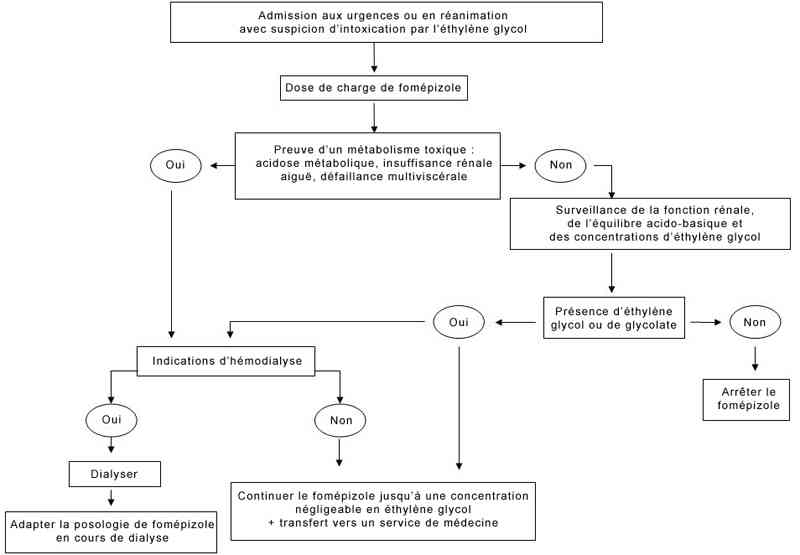 Admission aux urgences ou en réanimation
avec suspicion d'intoxication par l'éthylène glycol
Dose de charge de fomépizole
Preuve d'un métabolisme toxique :
acidose métabolique, insuffisance rénale
aiguë, défaillance multiviscérale
Oui
Non
Surveillance de la fonction rénale,
de l'équilibre acido-basique et
des concentrations d'éthylène glycol
Présence d'éthylène
glycol ou de glycolate
Oui
Non
Indications d'hémodialyse
Arrêter le
fomépizole
Oui
Non
Dialyser
Continuer le fomépizole jusqu'à une concentration
négligeable en éthylène glycol
+ transfert vers un service de médecine
Adapter la posologie de fomépizole
en cours de dialyse